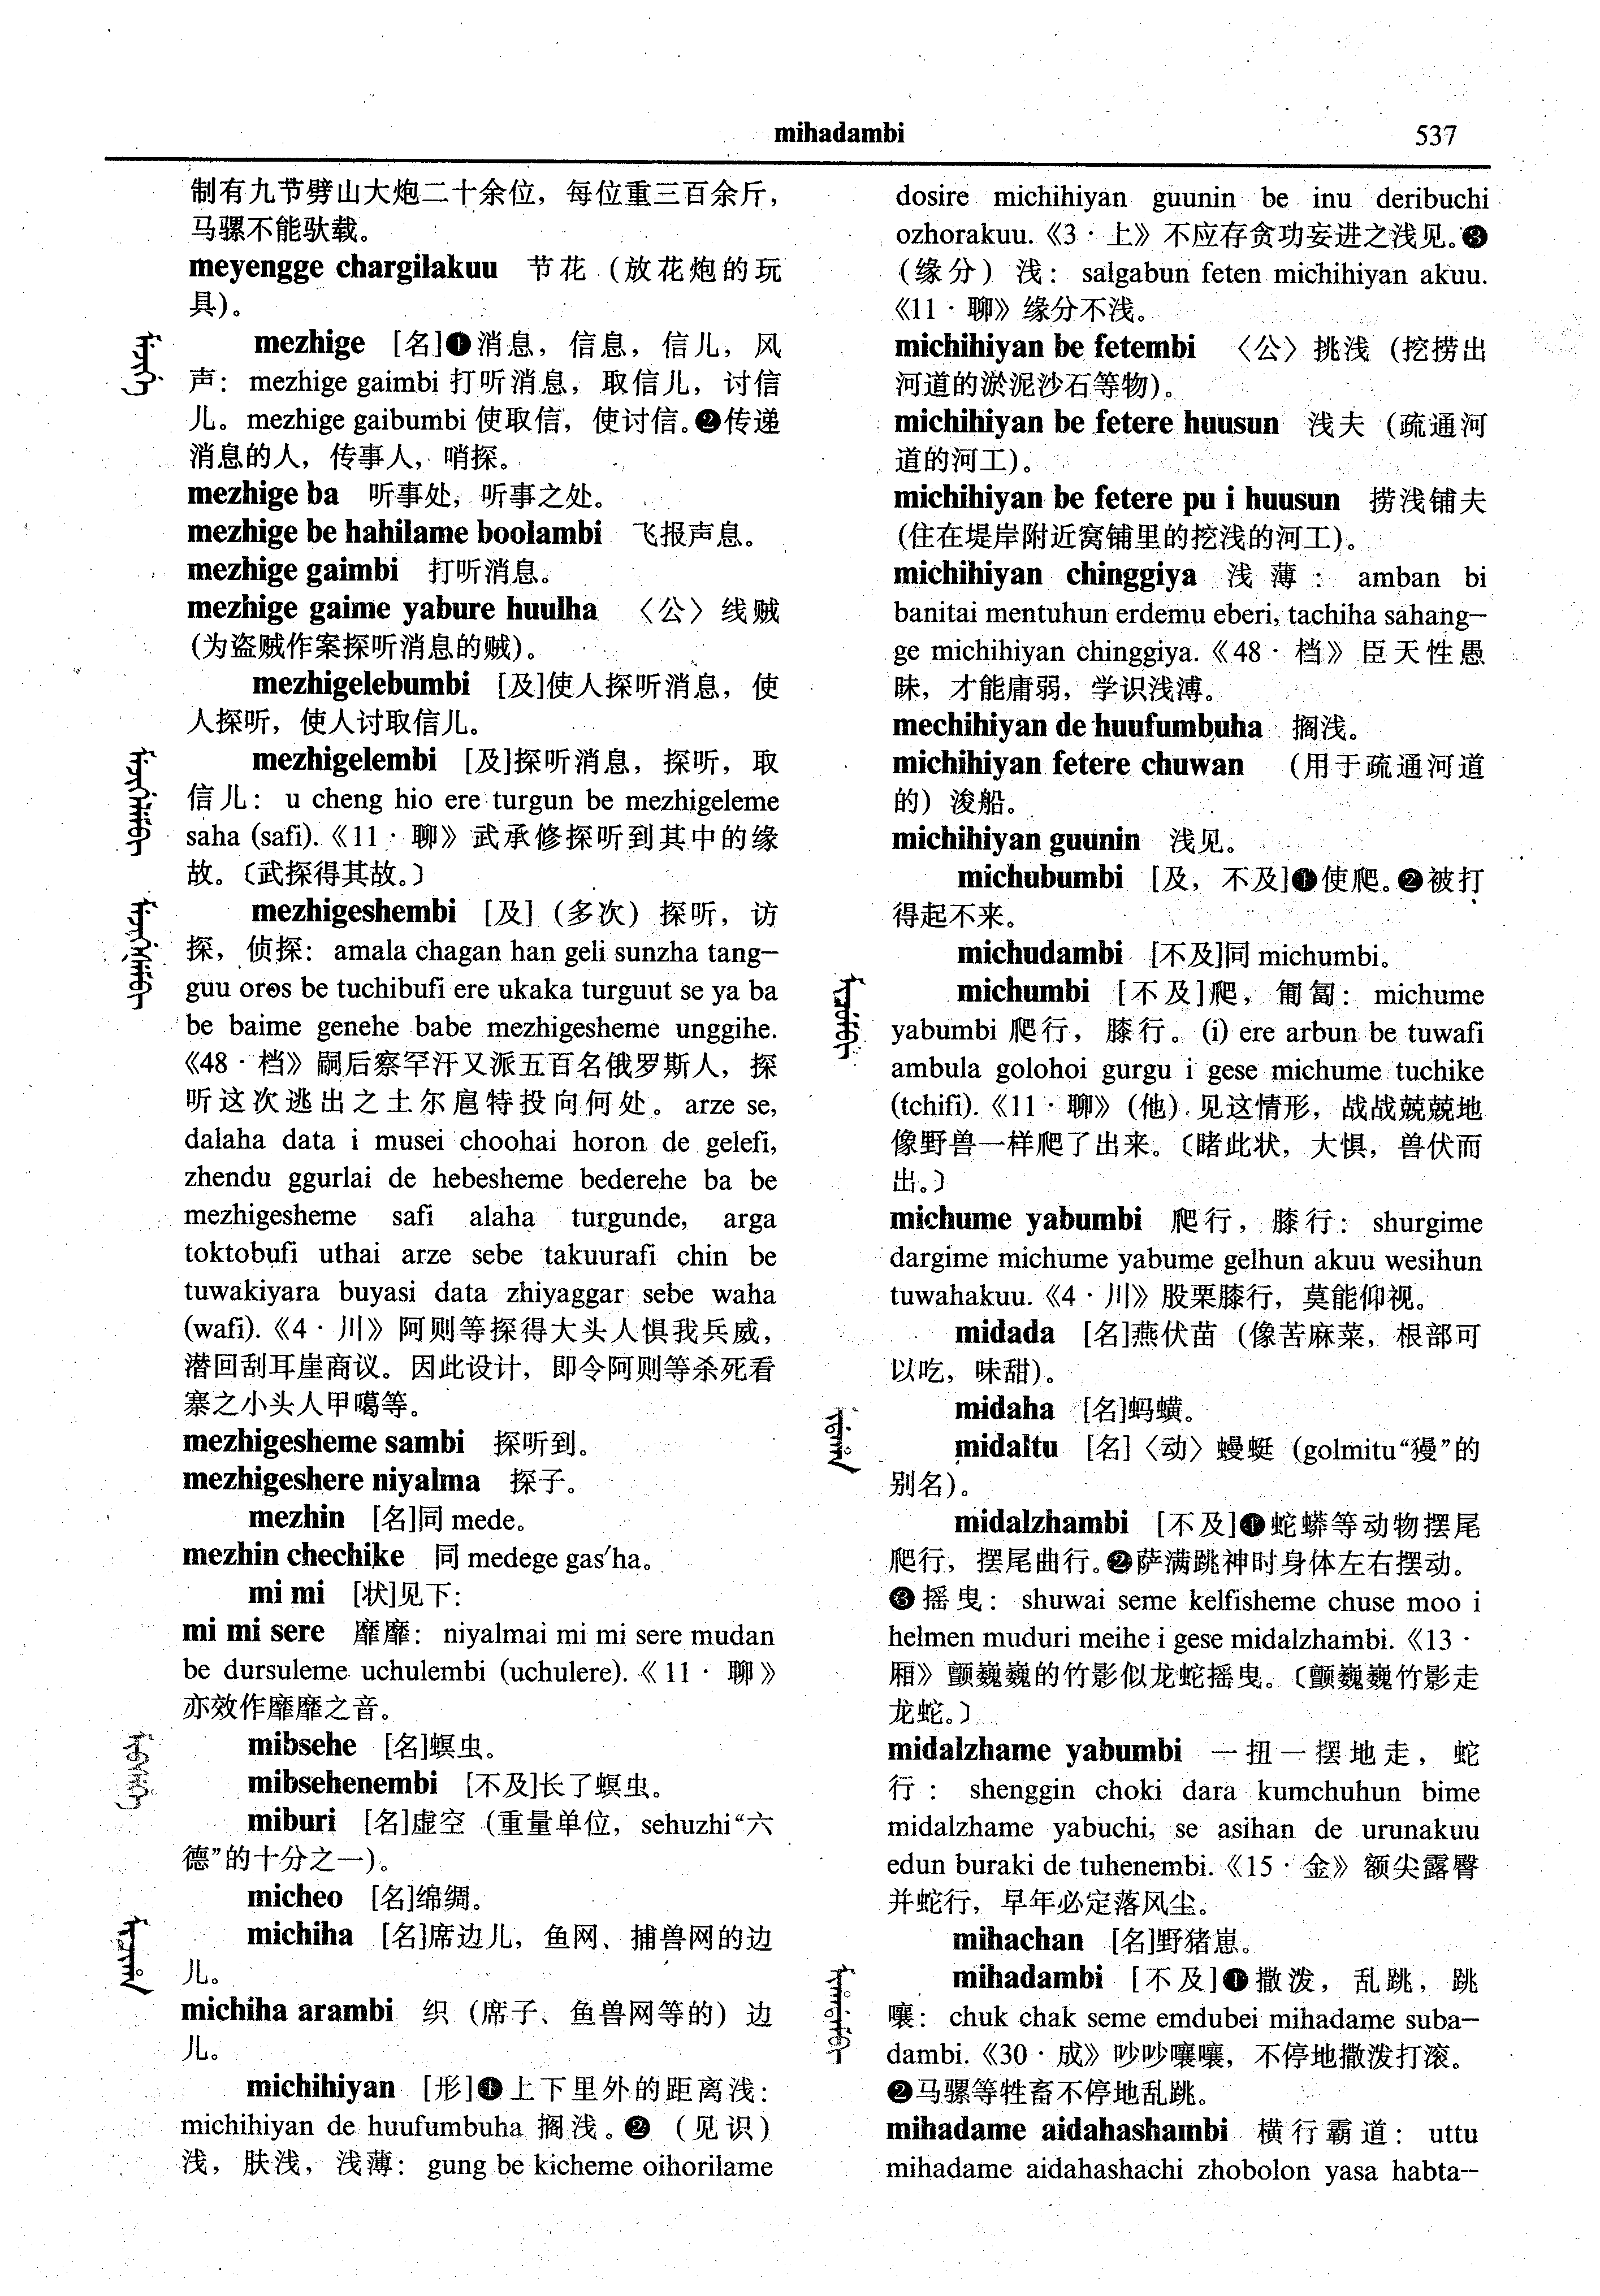 mihadambi
537
制有九节劈山大炮二十余位，每位重三百余斤，
马骡不能驮载。
meyengge chargilakuu 节花（放花炮的玩
具）。
mezhige [名]❶消息，信息，信儿，风
声：mezhige gaimbi 打听消息，取信儿，讨信
儿。mezhige gaibumbi 使取信，使讨信。❷传递
消息的人，传事人，哨探。
mezhige ba 听事处，听事之处。
mezhige be hahilame boolambi 飞报声息。
mezhige gaimbi 打听消息。
mezhige gaime yabure huulha 〈公〉线贼
(为盗贼作案探听消息的贼)。
mezhigelebumbi [及]使人探听消息，使
人探听，使人讨取信儿。
mezhigelembi [及]探听消息，探听，取
信儿：u cheng hio ere turgun be mezhigeleme
saha (safi).《11·聊》武承修探听到其中的缘
故。〔武探得其故。〕
mezhigeshembi [及]（多次）探听，访
探，侦探：amala chagan han geli sunzha tang—
guu oros be tuchibufi ere ukaka turguut se ya ba
be baime genehe babe mezhigesheme unggihe.
《48·档》嗣后察罕汗又派五百名俄罗斯人，探
听这次逃出之土尔扈特投向何处。arze se,
dalaha data i musei choohai horon de gelefi,
zhendu ggurlai de hebesheme bederehe ba be
mezhigesheme safi alaha turgunde, arga
toktobufi uthai arze sebe takuurafi chin be
tuwakiyara buyasi data zhiyaggar sebe waha
(wafi).《4·川》阿则等探得大头人惧我兵威，
潜回刮耳崖商议。因此设计，即令阿则等杀死看
寨之小头人甲噶等。
mezhigesheme sambi 探听到。
mezhigeshere niyalma 探子。
mezhin [名]同 mede。
mezhin chechike 同 medege gas'ha。
mi mi [状]见下：
mi mi sere 靡靡：niyalmai mi mi sere mudan
be dursuleme uchulembi (uchulere).《11·聊》
亦效作靡靡之音。
mibsehe [名]螟虫。
mibsehenembi [不及]长了螟虫。
miburi [名]虚空（重量单位，sehuzhi“六
德”的十分之一）。
micheo [名]绵绸。
michiha [名]席边儿，鱼网、捕兽网的边
儿。
michiha arambi 织（席子、鱼兽网等的）边
儿。
michihiyan [形]❶上下里外的距离浅：
michihiyan de huufumbuha 搁浅。❷（见识）
浅，肤浅，浅薄：gung be kicheme oihorilame
dosire michihiyan guunin be inu deribuchi
ozhorakuu.《3·上》不应存贪功妄进之浅见。❸
（缘分）浅：salgabun feten michihiyan akuu.
《11·聊》缘分不浅。
michihiyan be fetembi 〈公〉挑浅（挖捞出
河道的淤泥沙石等物）。
michihiyan be fetere huusun 浅夫（疏通河
道的河工）。
michihiyan be fetere pu i huusun 捞浅铺夫
(住在堤岸附近窝铺里的挖浅的河工)。
michihiyan chinggiya 浅薄：amban bi
banitai mentuhun erdemu eberi, tachiha sahang—
ge michihiyan chinggiya.《48·档》臣天性愚
昧，才能庸弱，学识浅溥。
mechihiyan de huufumbuha 搁浅。
michihiyan fetere chuwan （用于疏通河道
的）浚船。
michihiyan guunin 浅见。
michubumbi [及，不及]❶使爬。❷被打
得起不来。
michudambi [不及]同 michumbi。
michumbi [不及]爬，匍匐：michume
yabumbi 爬行，膝行。(i) ere arbun be tuwafi
ambula golohoi gurgu i gese michume tuchike
(tchifi).《11·聊》（他）见这情形，战战兢兢地
像野兽一样爬了出来。〔睹此状，大惧，兽伏而
出。〕
michume yabumbi 爬行，膝行：shurgime
dargime michume yabume gelhun akuu wesihun
tuwahakuu.《4·川》股栗膝行，莫能仰视。
midada [名]燕伏苗（像苦麻菜，根部可
以吃，味甜）。
midaha [名]蚂蟥。
midaltu [名]〈动〉蟃蜒（golmitu“獌”的
别名）。
midalzhambi [不及]❶蛇蟒等动物摆尾
爬行，摆尾曲行。❷萨满跳神时身体左右摆动。
❸摇曳：shuwai seme kelfisheme chuse moo i
helmen muduri meihe i gese midalzhambi.《13·
厢》颤巍巍的竹影似龙蛇摇曳。〔颤巍巍竹影走
龙蛇。〕
midalzhame yabumbi 一扭一摆地走，蛇
行：shenggin choki dara kumchuhun bime
midalzhame yabuchi, se asihan de urunakuu
edun buraki de tuhenembi.《15·金》额尖露臀
并蛇行，早年必定落风尘。
mihachan [名]野猪崽。
mihadambi [不及]❶撒泼，乱跳，跳
嚷：chuk chak seme emdubei mihadame suba—
dambi.《30·成》吵吵嚷嚷，不停地撒泼打滚。
❷马骡等牲畜不停地乱跳。
mihadame aidahashambi 横行霸道：uttu
mihadame aidahashachi zhobolon yasa habta—